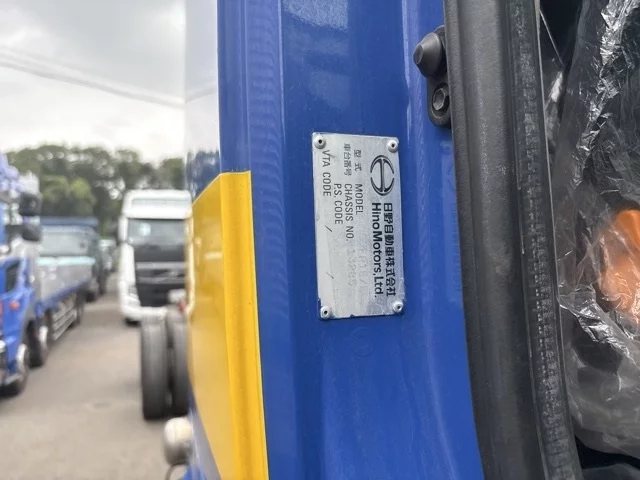 日野自動車株式会社
HinoMotors,Ltd
型式 MODEL
車台番号 CHASSIS NO.
P.S. CODE
VTA CODE
/
/